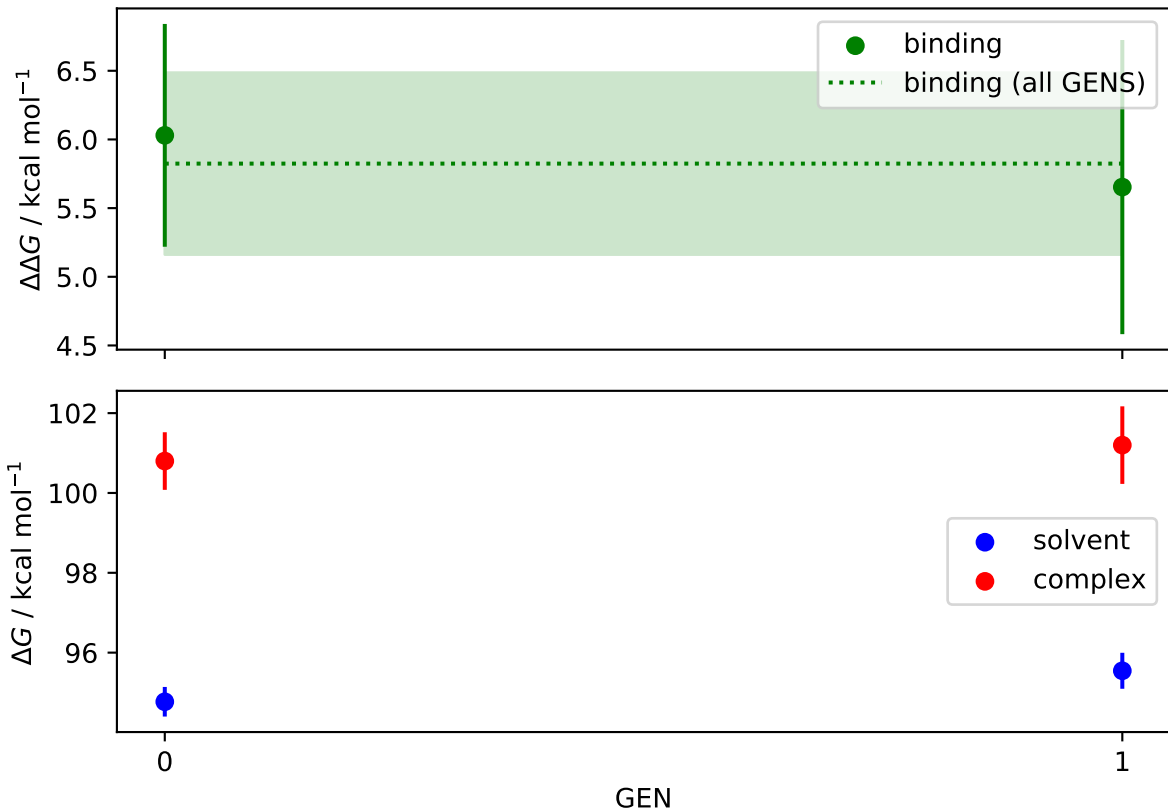 binding
binding (all GENS)
ΔΔG / kcal mol⁻¹
6.5
6.0
5.5
5.0
4.5
ΔG / kcal mol⁻¹
102
100
98
96
solvent
complex
0
1
GEN